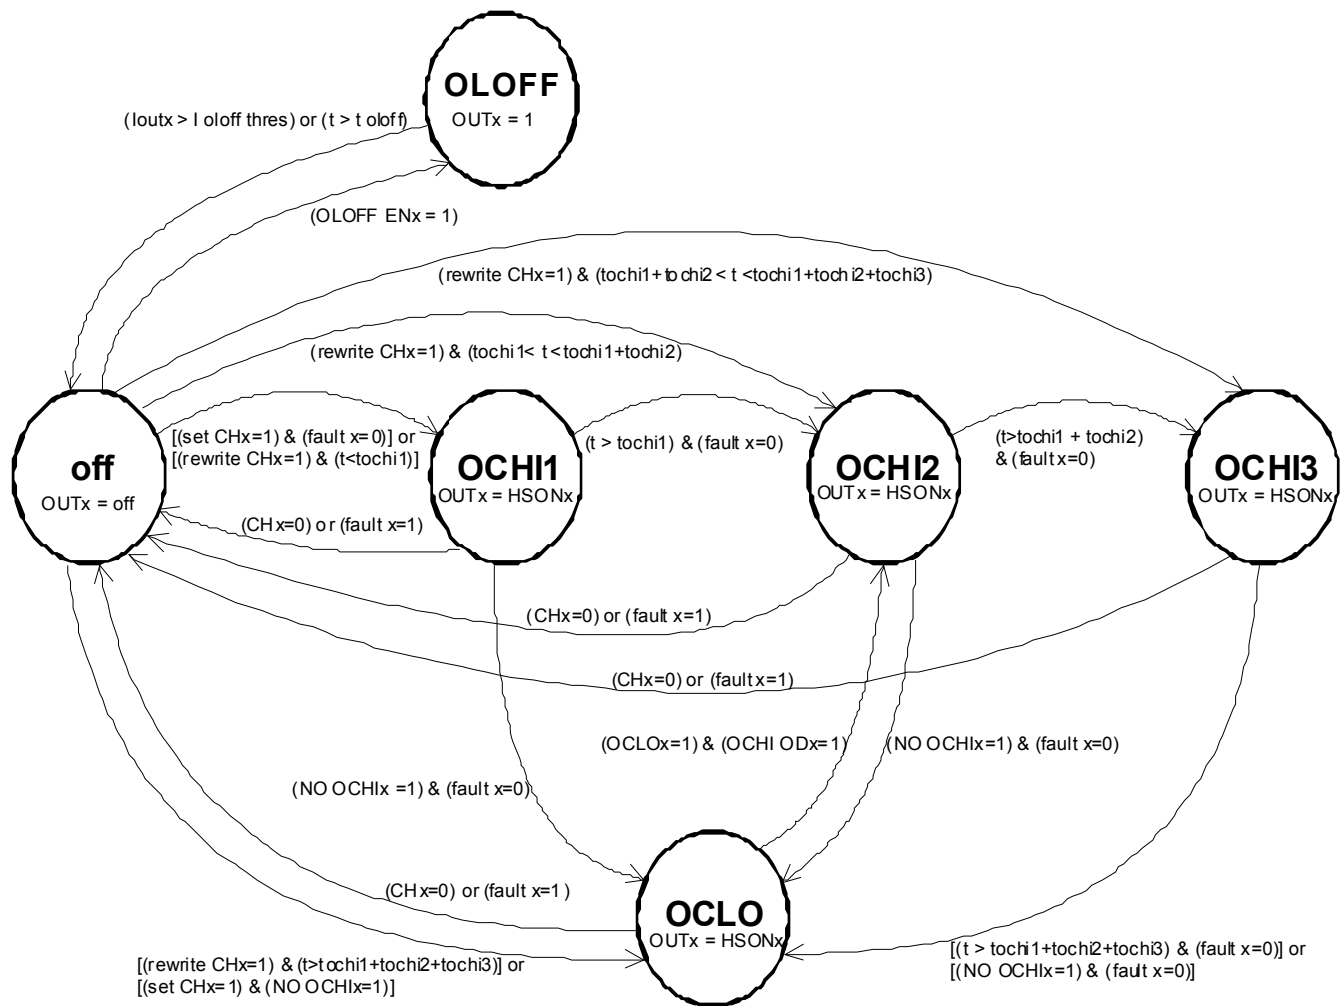 OLOFF
OUTx = 1
(Ioutx > I oloff thres) or (t > t oloff)
(OLOFF ENx = 1)
(rewrite CHx=1) & (tochi1+tochi2 < t <tochi1+tochi2+tochi3)
(rewrite CHx=1) & (tochi1< t <tochi1+tochi2)
[(set CHx=1) & (fault x=0)] or
[(rewrite CHx=1) & (t<tochi1)]
(t > tochi1) & (fault x=0)
(t>tochi1 + tochi2)
& (fault x=0)
off
OUTx = off
OCHI1
OUTx = HSONx
OCHI2
OUTx = HSONx
OCHI3
OUTx = HSONx
(CHx=0) or (fault x=1)
(CHx=0) or (fault x=1)
(CHx=0) or (fault x=1)
(OCLOx=1) & (OCHI ODx=1)
(NO OCHIx=1) & (fault x=0)
(NO OCHIx =1) & (fault x=0)
(CHx=0) or (fault x=1)
OCLO
OUTx = HSONx
[(rewrite CHx=1) & (t>tochi1+tochi2+tochi3)] or
[(set CHx=1) & (NO OCHIx=1)]
[(t > tochi1+tochi2+tochi3) & (fault x=0)] or
[(NO OCHIx=1) & (fault x=0)]